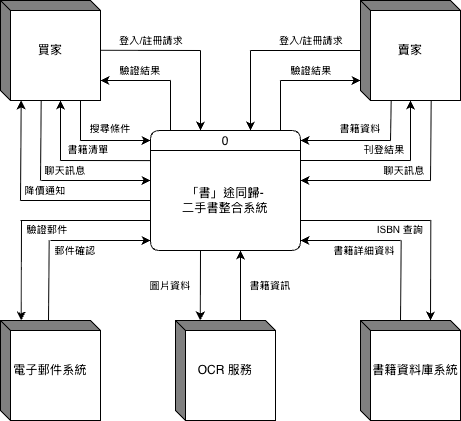 買家
賣家
登入/註冊請求
登入/註冊請求
驗證結果
驗證結果
搜尋條件
書籍資料
0
書籍清單
刊登結果
聊天訊息
聊天訊息
降價通知
「書」途同歸-
二手書整合系統
驗證郵件
ISBN 查詢
郵件確認
書籍詳細資料
圖片資料
書籍資訊
電子郵件系統
OCR 服務
書籍資料庫系統